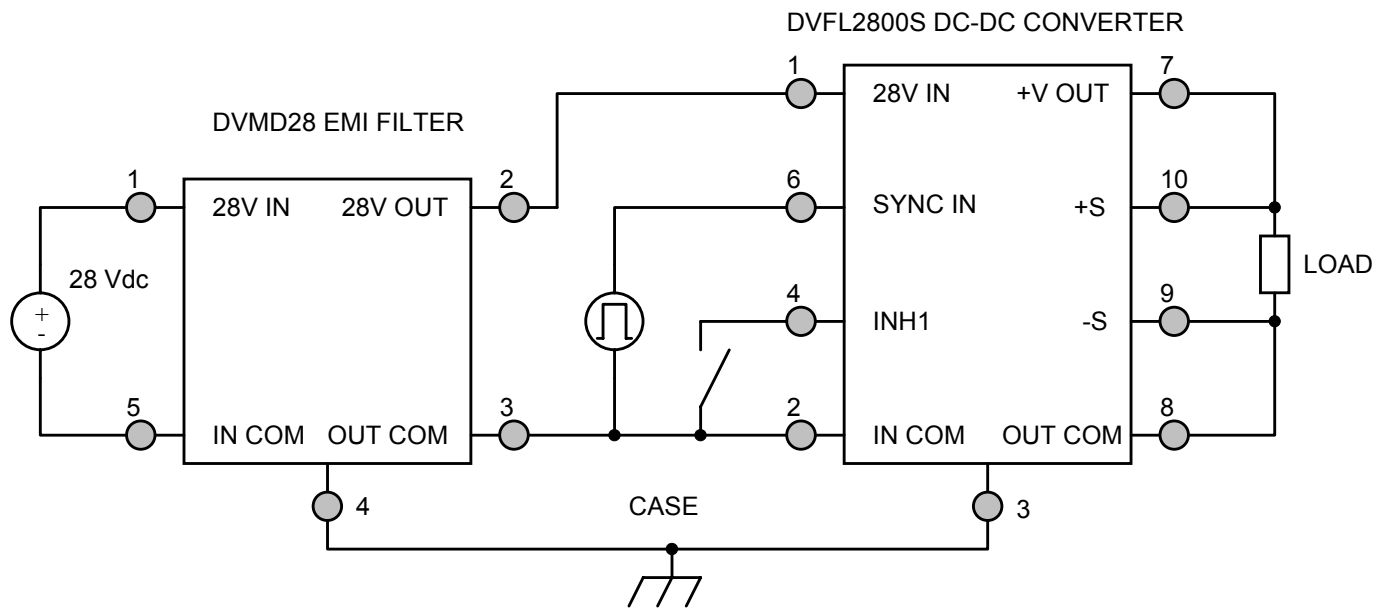 DVFL2800S DC-DC CONVERTER
1
7
28V IN
+V OUT
DVMD28 EMI FILTER
1
2
6
10
28V IN
28V OUT
SYNC IN
+S
28 Vdc
LOAD
+
-
4
9
INH1
-S
5
3
2
8
IN COM
OUT COM
IN COM
OUT COM
4
CASE
3